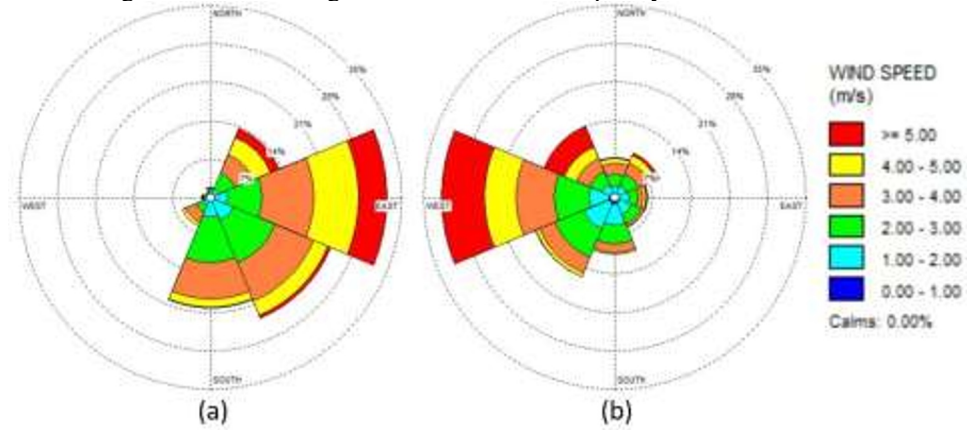 NORTH
35%
28%
21%
14%
7%
WEST
EAST
SOUTH
(a)
NORTH
35%
28%
21%
14%
WEST
EAST
SOUTH
(b)
WIND SPEED
(m/s)
>= 5.00
4.00 - 5.00
3.00 - 4.00
2.00 - 3.00
1.00 - 2.00
0.00 - 1.00
Calms: 0.00%